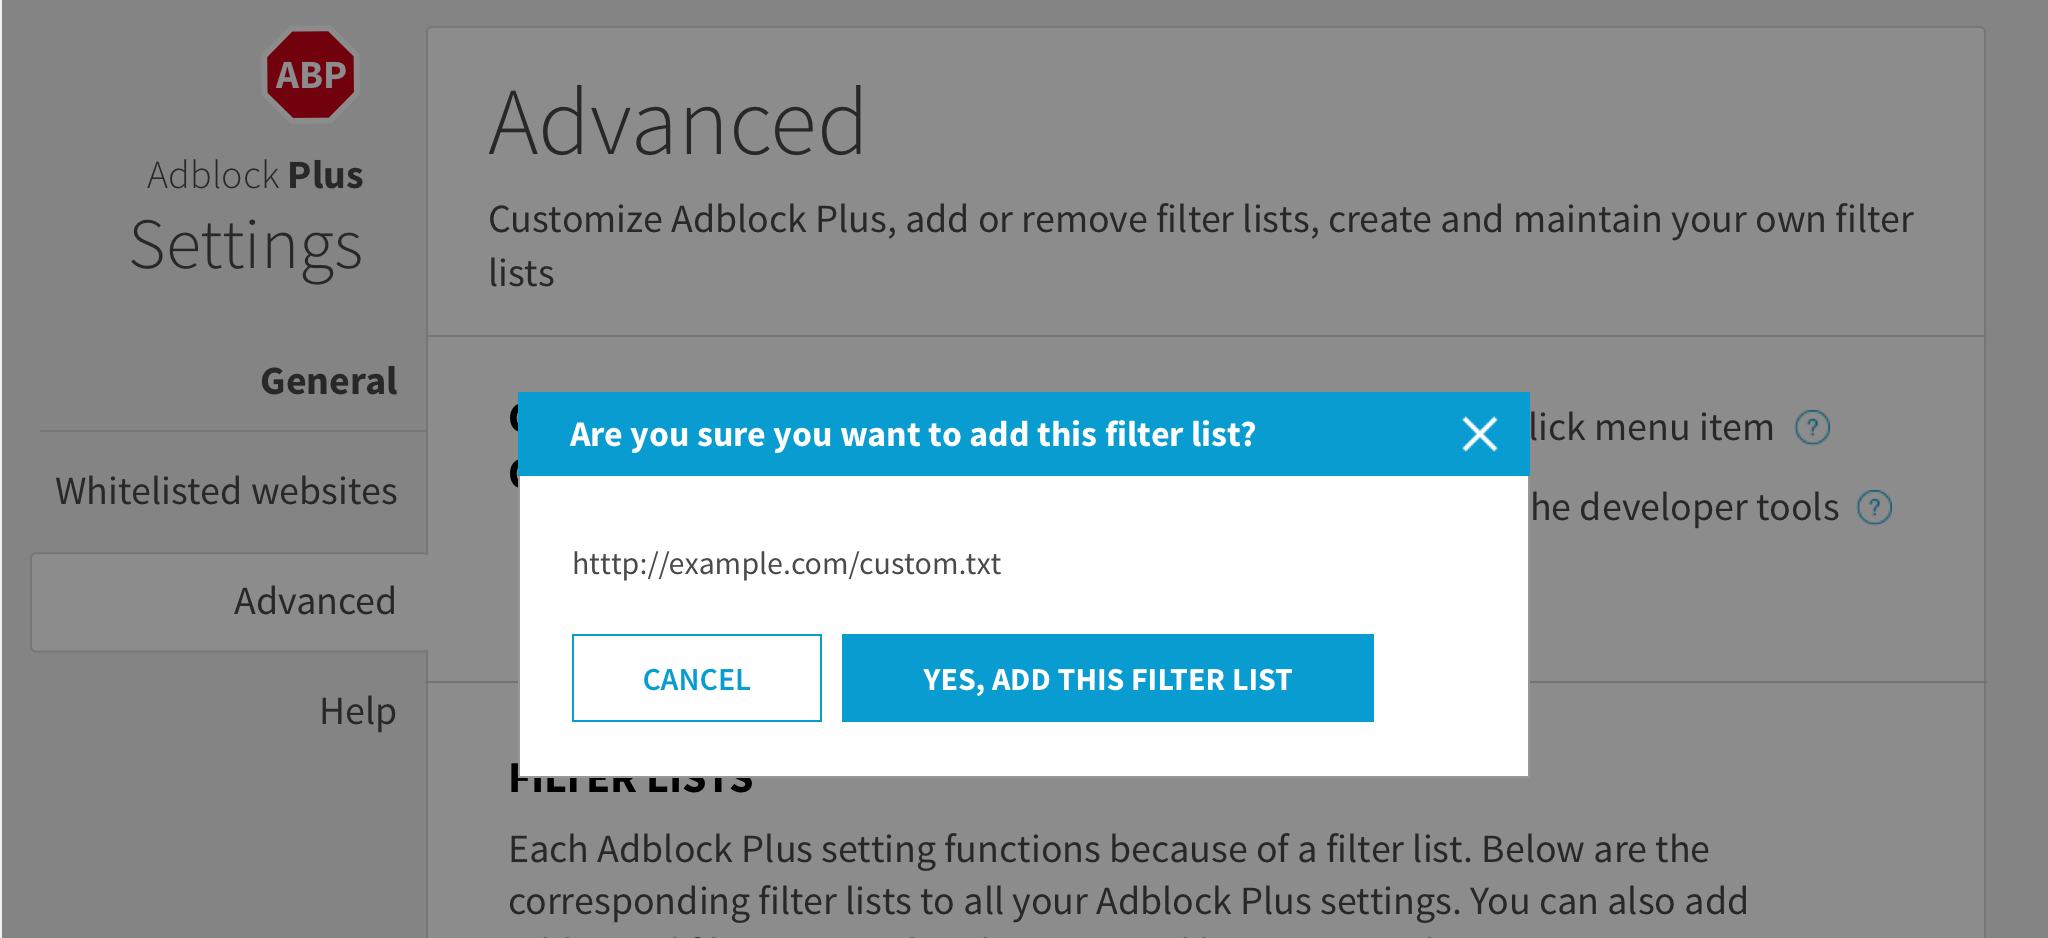 ABP
Adblock Plus
Settings
General
Whitelisted websites
Advanced
Help
Advanced
Customize Adblock Plus, add or remove filter lists, create and maintain your own filter
lists
lick menu item ?
he developer tools ?
Are you sure you want to add this filter list?
htttp://example.com/custom.txt
CANCEL
YES, ADD THIS FILTER LIST
FILTER LISTS
Each Adblock Plus setting functions because of a filter list. Below are the
corresponding filter lists to all your Adblock Plus settings. You can also add